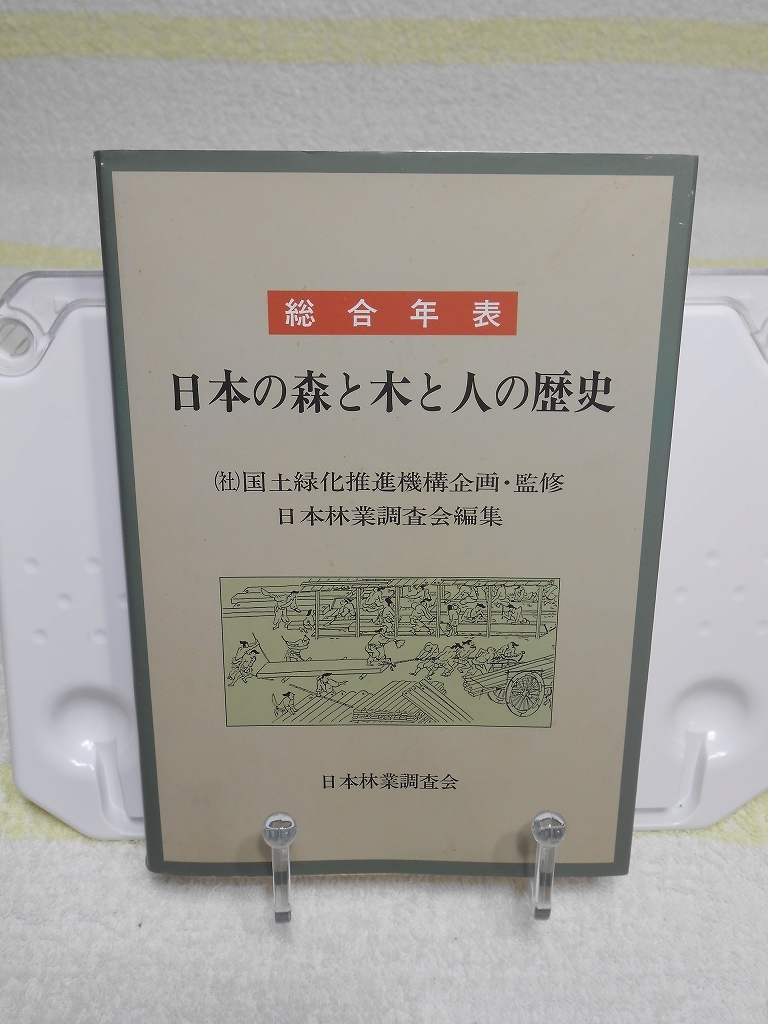 総合年表
日本の森と木と人の歴史
㈳国土緑化推進機構企画・監修
日本林業調査会編集
日本林業調査会